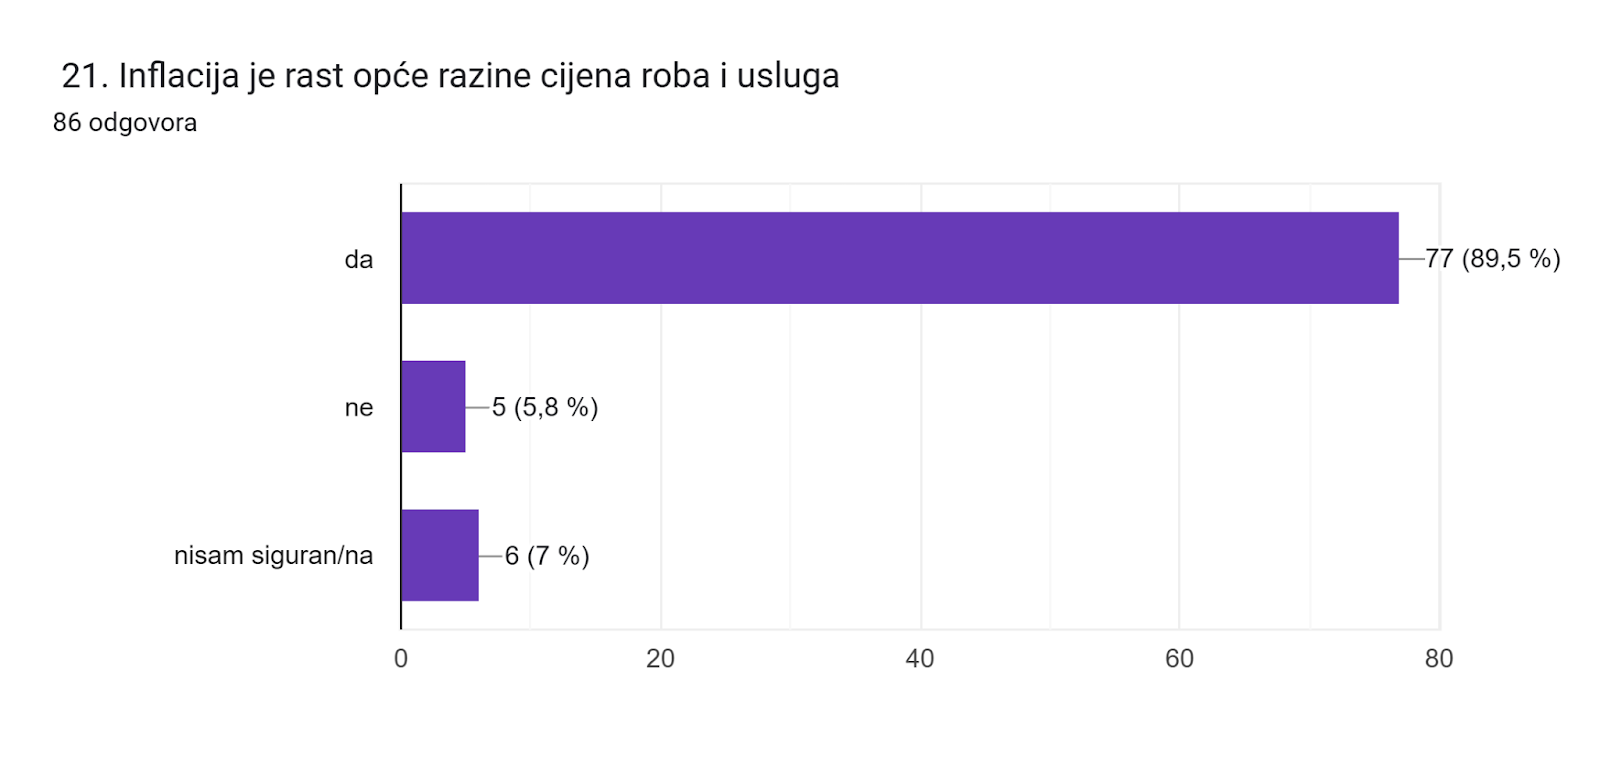 21. Inflacija je rast opće razine cijena roba i usluga
86 odgovora
da
77 (89,5 %)
ne
5 (5,8 %)
nisam siguran/na
6 (7 %)
0 20 40 60 80